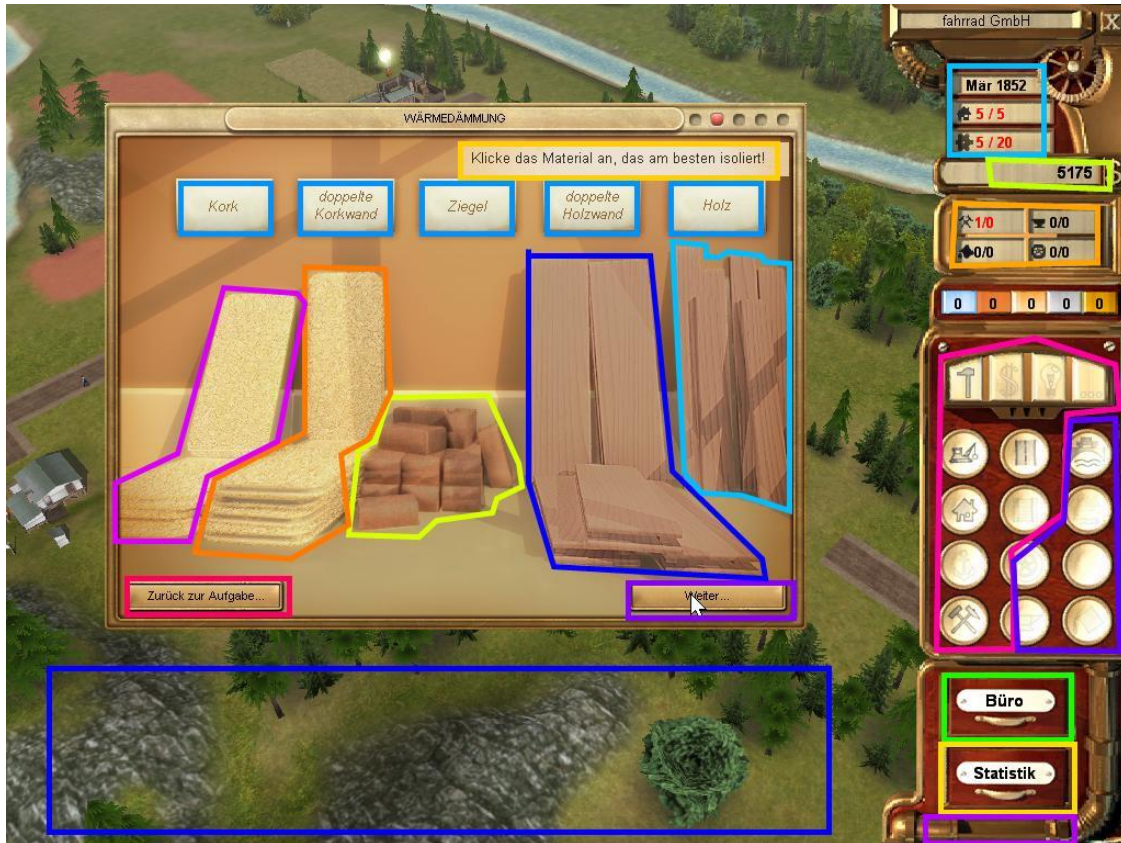 fahrrad GmbH
X
Mär 1852
5 / 5
5 / 20
5175 $
1/0 0/0
0/0 0/0
0 0 0 0 0
WÄRMEDÄMMUNG
Klicke das Material an, das am besten isoliert!
Kork
doppelte
Korkwand
Ziegel
doppelte
Holzwand
Holz
Zurück zur Aufgabe...
Weiter...
Büro
Statistik